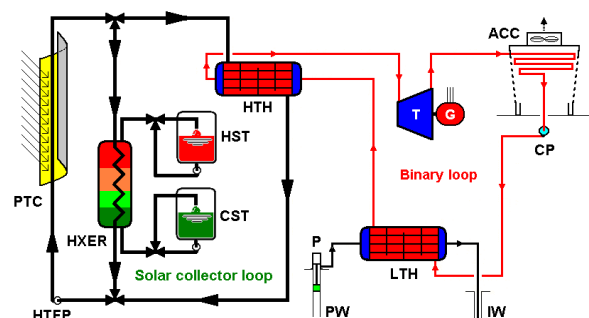 ACC
HTH
T
G
HST
CP
PTC
Binary loop
HXER
CST
P
Solar collector loop
LTH
HTFP
PW
IW